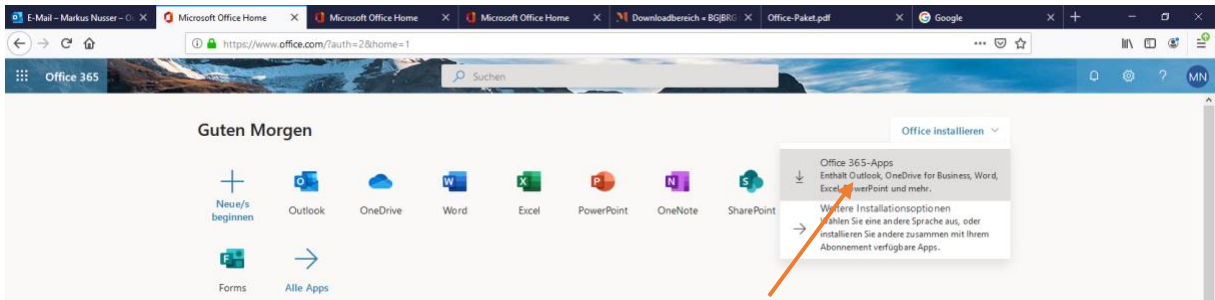 E-Mail – Markus Nusser – O
Microsoft Office Home
Microsoft Office Home
Microsoft Office Home
Downloadbereich « BG|BRG
Office-Paket.pdf
Google
https://www.office.com/?auth=2&home=1
Office 365
Suchen
MN
Guten Morgen
Office installieren
Neue/s
beginnen
Outlook
OneDrive
Word
Excel
PowerPoint
OneNote
SharePoint
Office 365-Apps
Enthält Outlook, OneDrive for Business, Word,
Excel, PowerPoint und mehr.
Weitere Installationsoptionen
Wählen Sie eine andere Sprache aus, oder
installieren Sie andere zusammen mit Ihrem
Abonnement verfügbare Apps.
Forms
Alle Apps